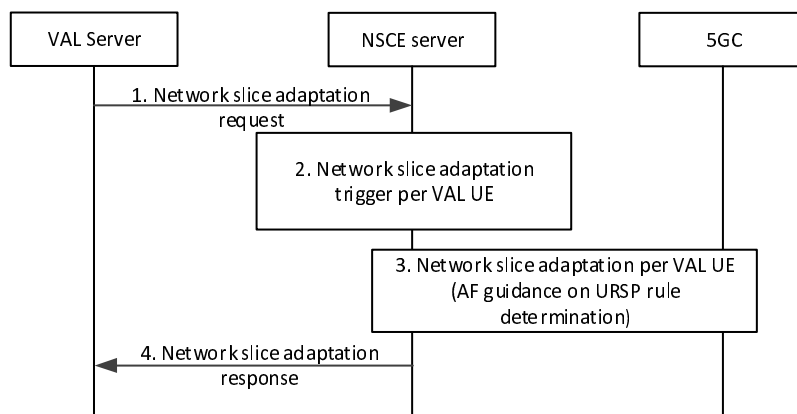 VAL Server
NSCE server
5GC
1. Network slice adaptation
request
2. Network slice adaptation
trigger per VAL UE
3. Network slice adaptation per VAL UE
(AF guidance on URSP rule
determination)
4. Network slice adaptation
response